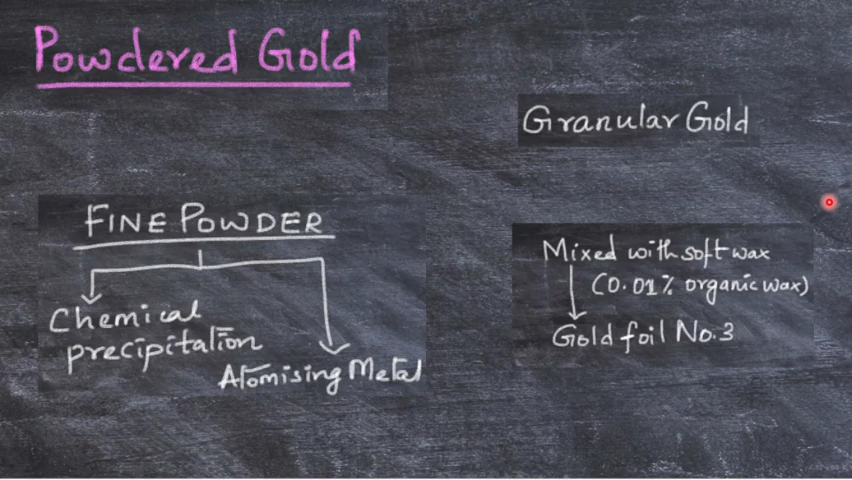 Powdered Gold
Granular Gold
FINE POWDER
Chemical
precipitation
Atomising Metal
Mixed with soft wax
(0.01% organic wax)
Gold foil No.3